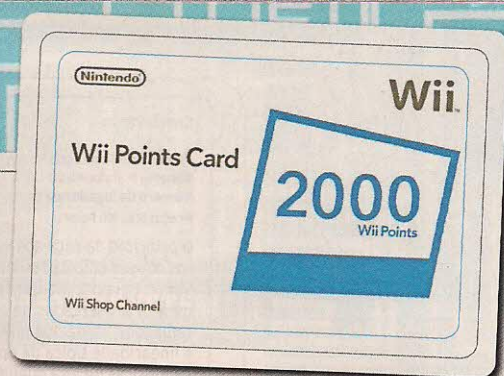 Nintendo
Wii
Wii Points Card
2000
Wii Points
Wii Shop Channel